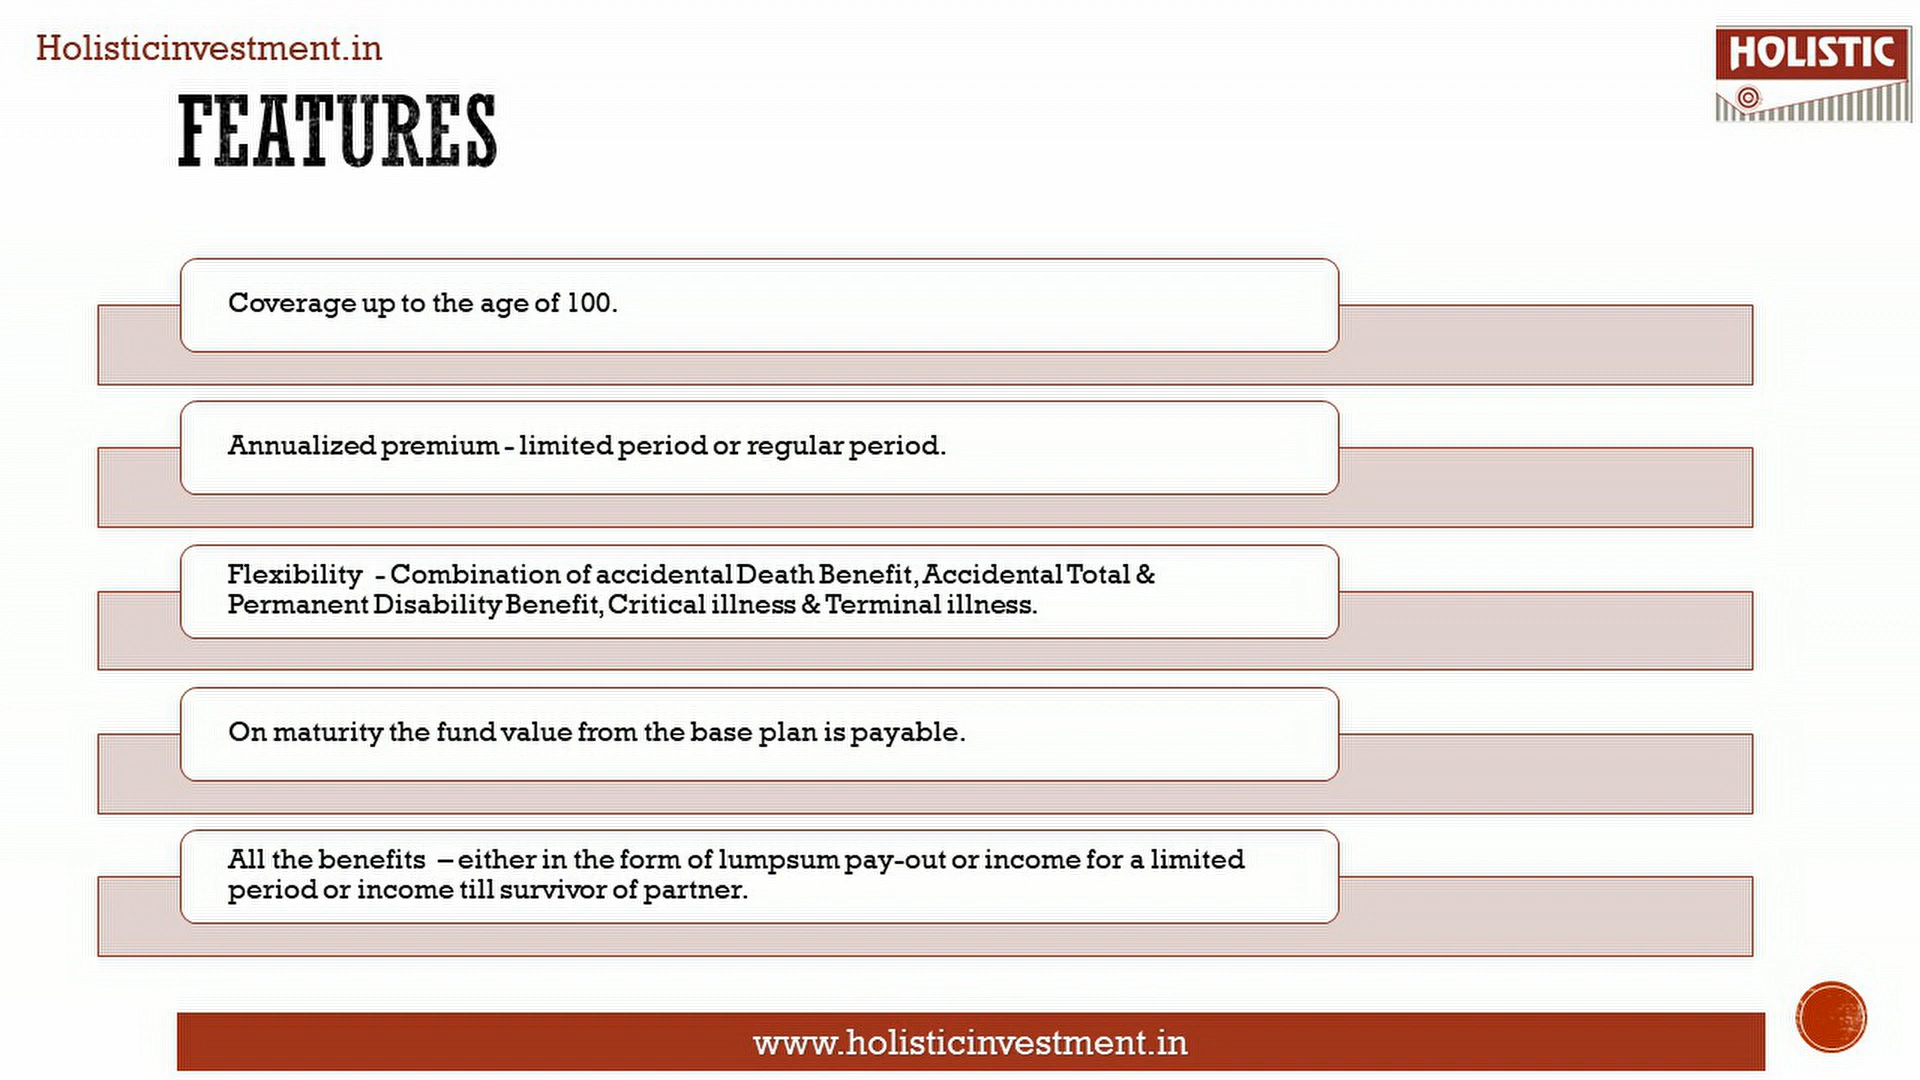 Holisticinvestment.in
HOLISTIC
FEATURES
Coverage up to the age of 100.
Annualized premium - limited period or regular period.
Flexibility - Combination of accidental Death Benefit, Accidental Total &
Permanent Disability Benefit, Critical illness & Terminal illness.
On maturity the fund value from the base plan is payable.
All the benefits – either in the form of lumpsum pay-out or income for a limited
period or income till survivor of partner.
www.holisticinvestment.in